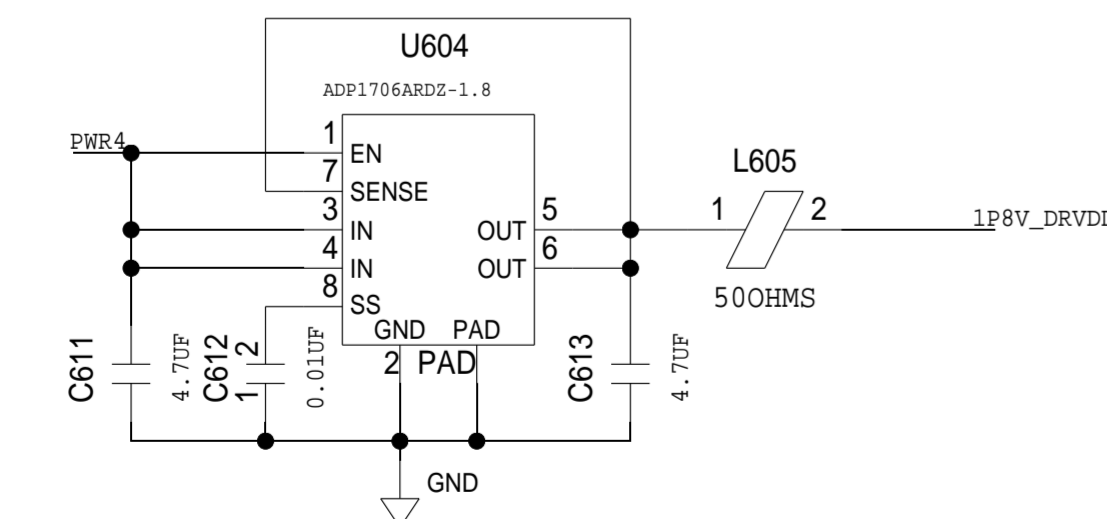 U604
ADP1706ARDZ-1.8
PWR4
1 EN
7 SENSE
3 IN
4 IN
8 SS
OUT 5
OUT 6
GND PAD
2 PAD
L605
1 2
50OHMS
C611 4.7UF
C612 1 2 0.01UF
C613 4.7UF
GND